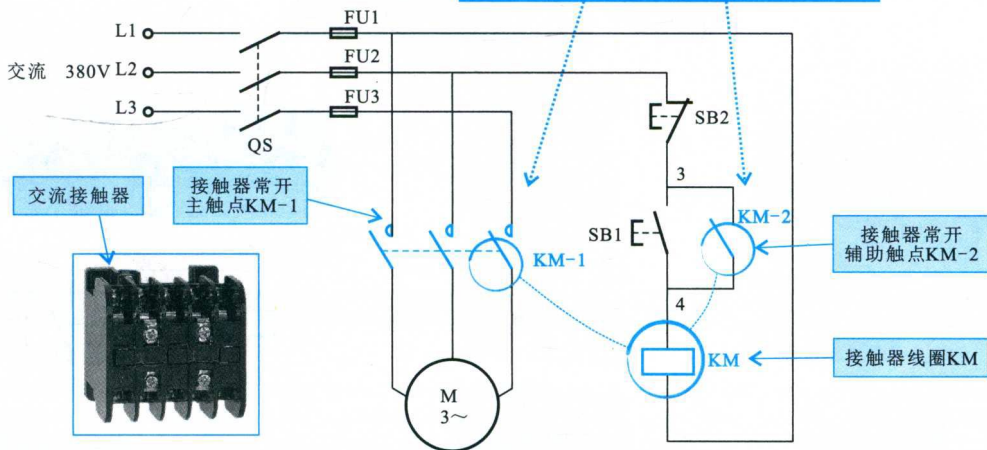 L1
FU1
交流 380V L2
FU2
L3
FU3
QS
SB2
交流接触器
接触器常开
主触点KM-1
3
KM-2
SB1
KM-1
接触器常开
辅助触点KM-2
4
KM
接触器线圈KM
M
3～